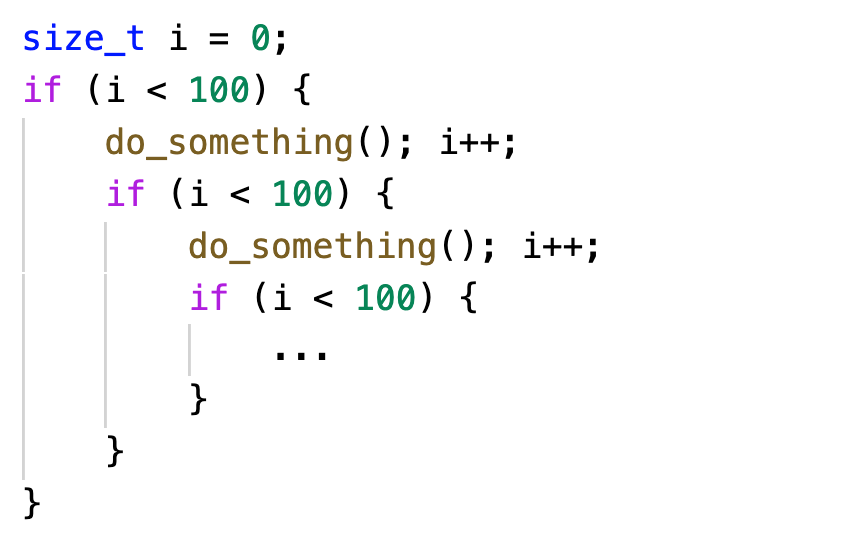 size_t i = 0;
if (i < 100) {
    do_something(); i++;
    if (i < 100) {
        do_something(); i++;
        if (i < 100) {
            ...
        }
    }
}